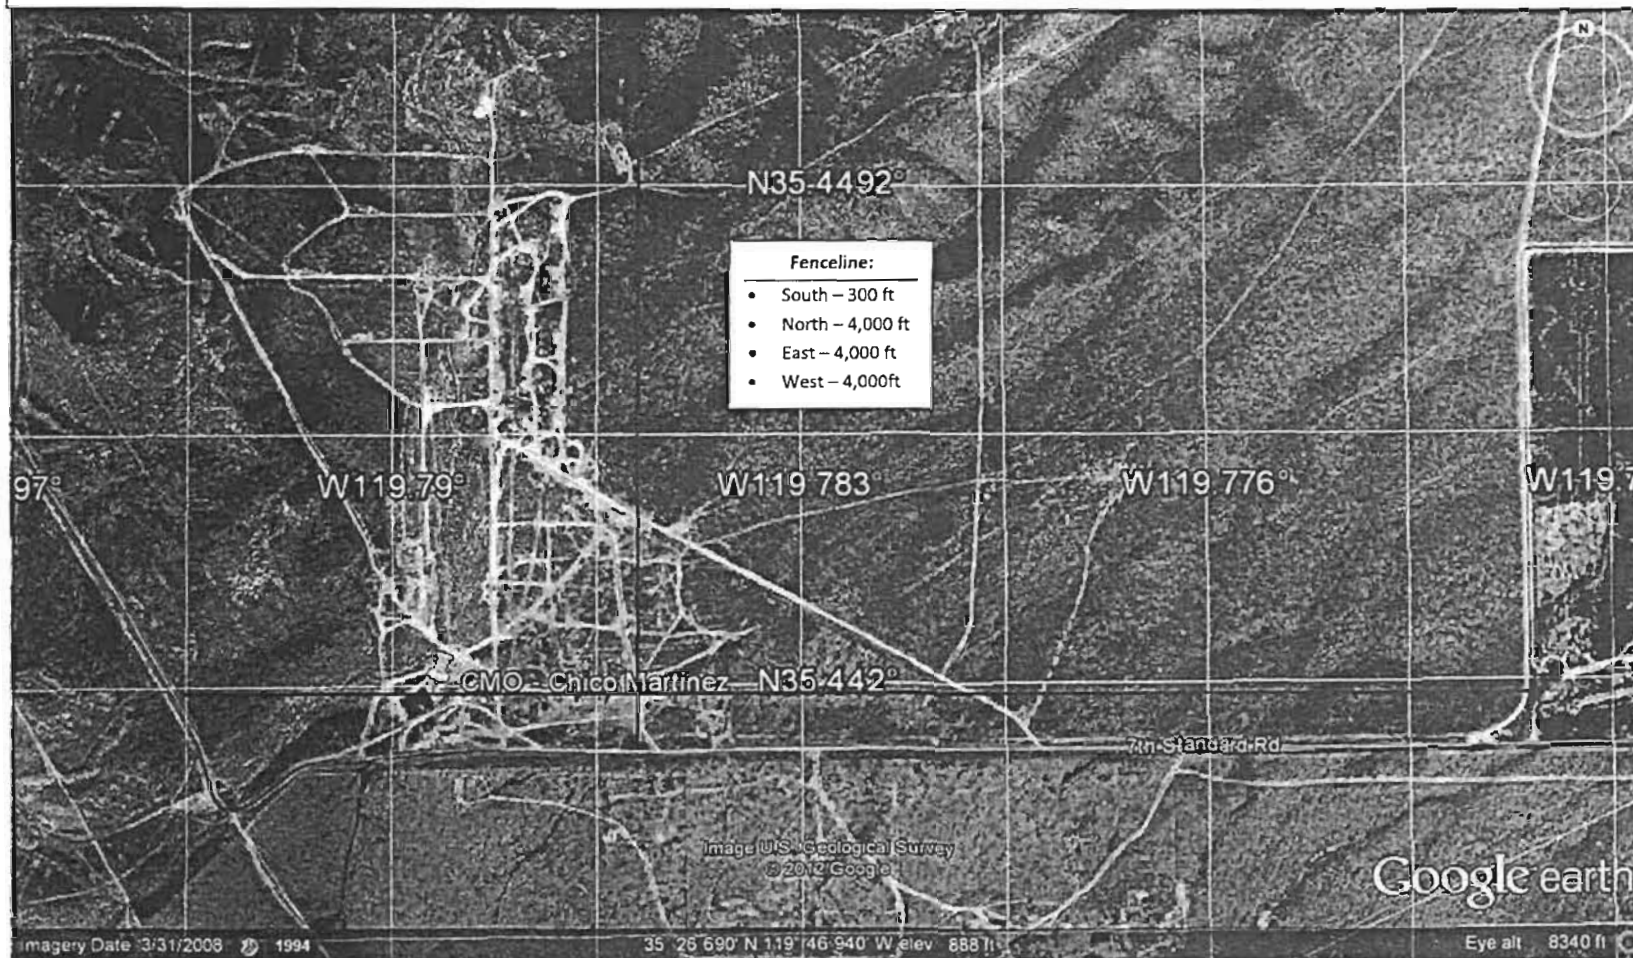 N
N35.4492°
Fenceline:
• South – 300 ft
• North – 4,000 ft
• East – 4,000 ft
• West – 4,000ft
97°
W119.79°
W119.783°
W119.776°
W119.7
CMO - Chico Martinez
N35.442°
7th Standard Rd
Image U.S. Geological Survey
© 2012 Google
Google earth
Imagery Date: 3/31/2008
1994
35°26.690' N 119°46.940' W elev 888 ft
Eye alt 8340 ft